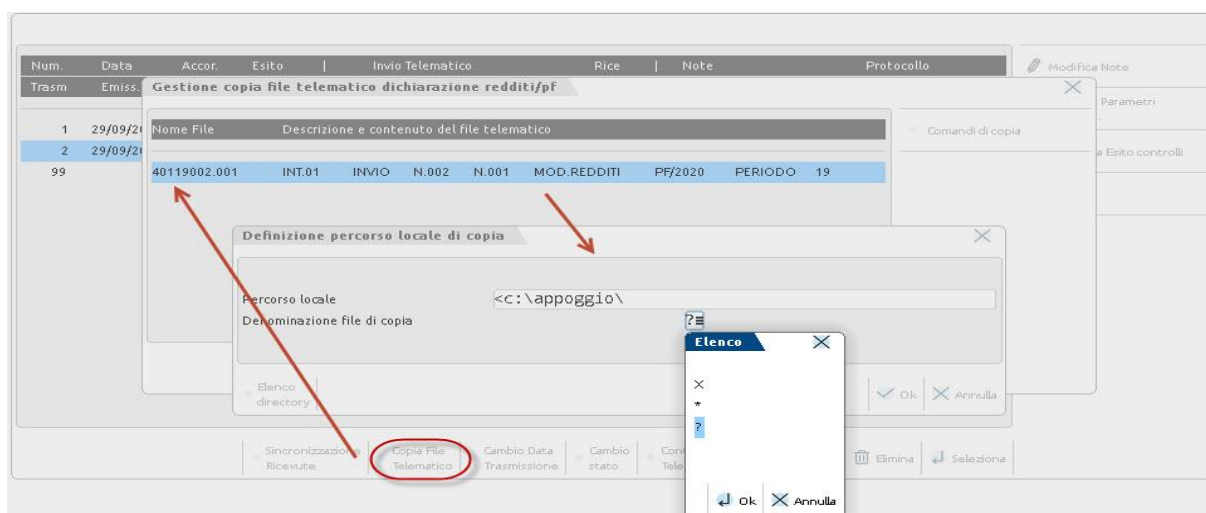 Num. Data Accor. Esito | Invio Telematico Rice | Note Protocollo
Trasm Emiss.
Modifica Note
Gestione copia file telematico dichiarazione redditi/pf
Parametri
Nome File Descrizione e contenuto del file telematico
Comandi di copia
1 29/09/2
2 29/09/2
Esito controlli
99
40119002.001 INT.01 INVIO N.002 N.001 MOD.REDDITI PF/2020 PERIODO 19
Definizione percorso locale di copia
Percorso locale <c:\appoggio\
Denominazione file di copia ?
Elenco
X
*
?
Ok Annulla
Elenco directory
Ok Annulla
Sincronizzazione Ricevute
Copia File Telematico
Cambio Data Trasmissione
Cambio stato
Elimina
Seleziona